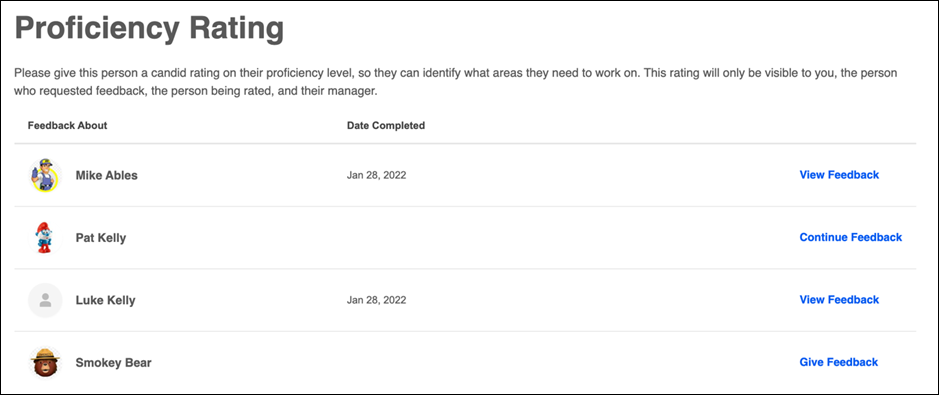 Proficiency Rating
Please give this person a candid rating on their proficiency level, so they can identify what areas they need to work on. This rating will only be visible to you, the person
who requested feedback, the person being rated, and their manager.
Feedback About Date Completed
Mike Ables Jan 28, 2022 View Feedback
Pat Kelly Continue Feedback
Luke Kelly Jan 28, 2022 View Feedback
Smokey Bear Give Feedback